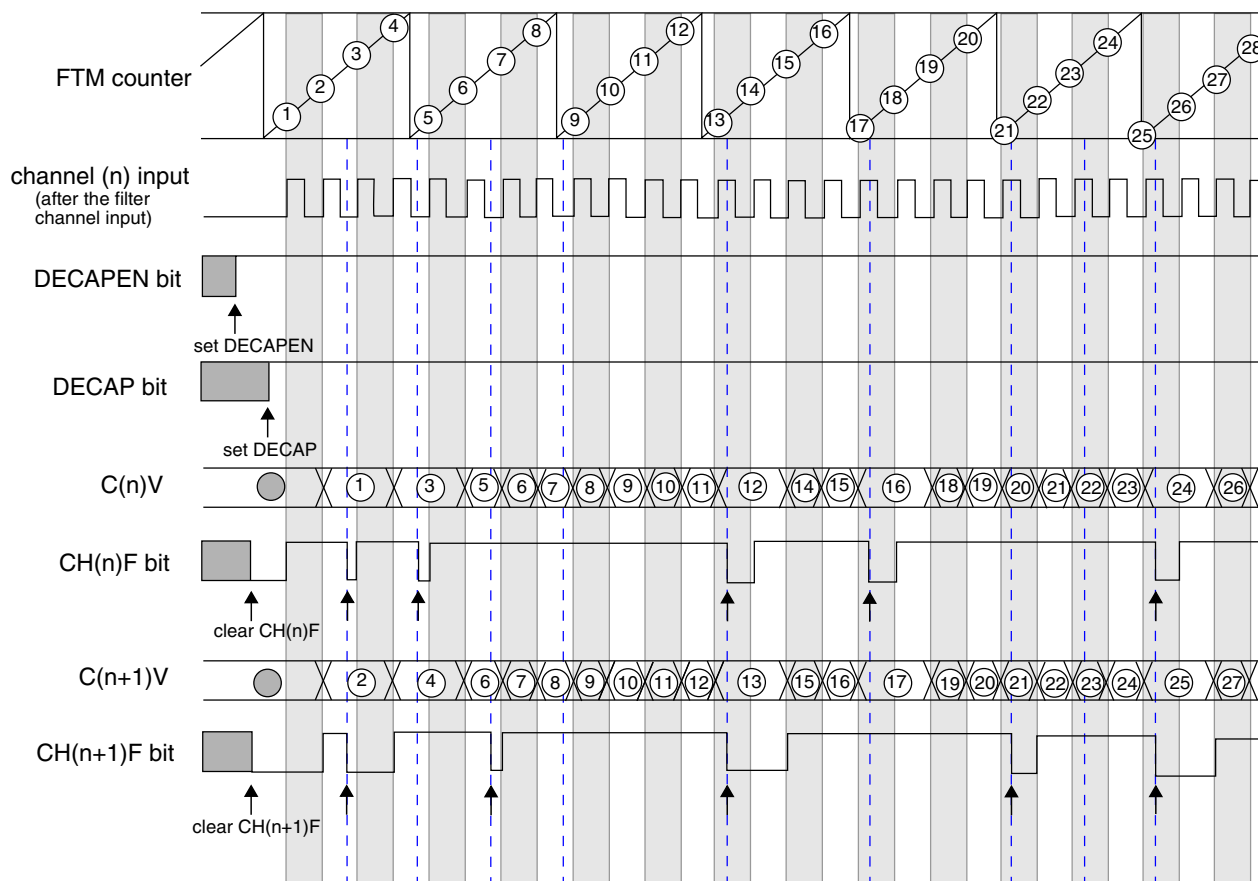 4 8 12 16 20 24 28
3 7 11 15 19 23 27
2 6 10 14 18 22 26
1 5 9 13 17 21 25
FTM counter
channel (n) input
(after the filter
channel input)
DECAPEN bit
set DECAPEN
DECAP bit
set DECAP
C(n)V 1 3 5 6 7 8 9 10 11 12 14 15 16 18 19 20 21 22 23 24 26
CH(n)F bit
clear CH(n)F
C(n+1)V 2 4 6 7 8 9 10 11 12 13 15 16 17 19 20 21 22 23 24 25 27
CH(n+1)F bit
clear CH(n+1)F